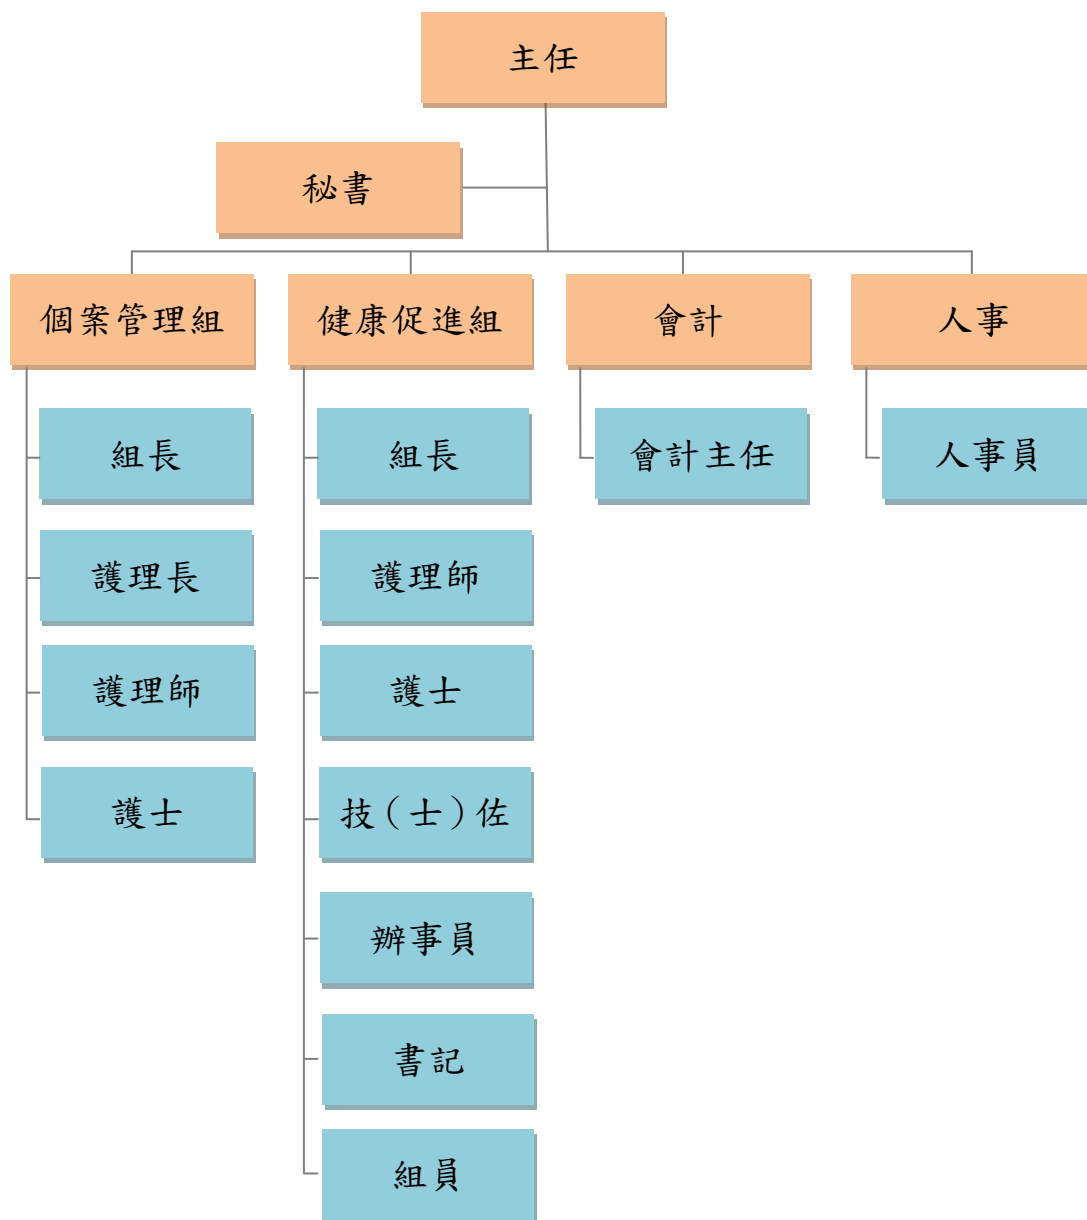 主任
秘書
個案管理組
健康促進組
會計
人事
組長
組長
會計主任
人事員
護理長
護理師
護理師
護士
護士
技（士）佐
辦事員
書記
組員